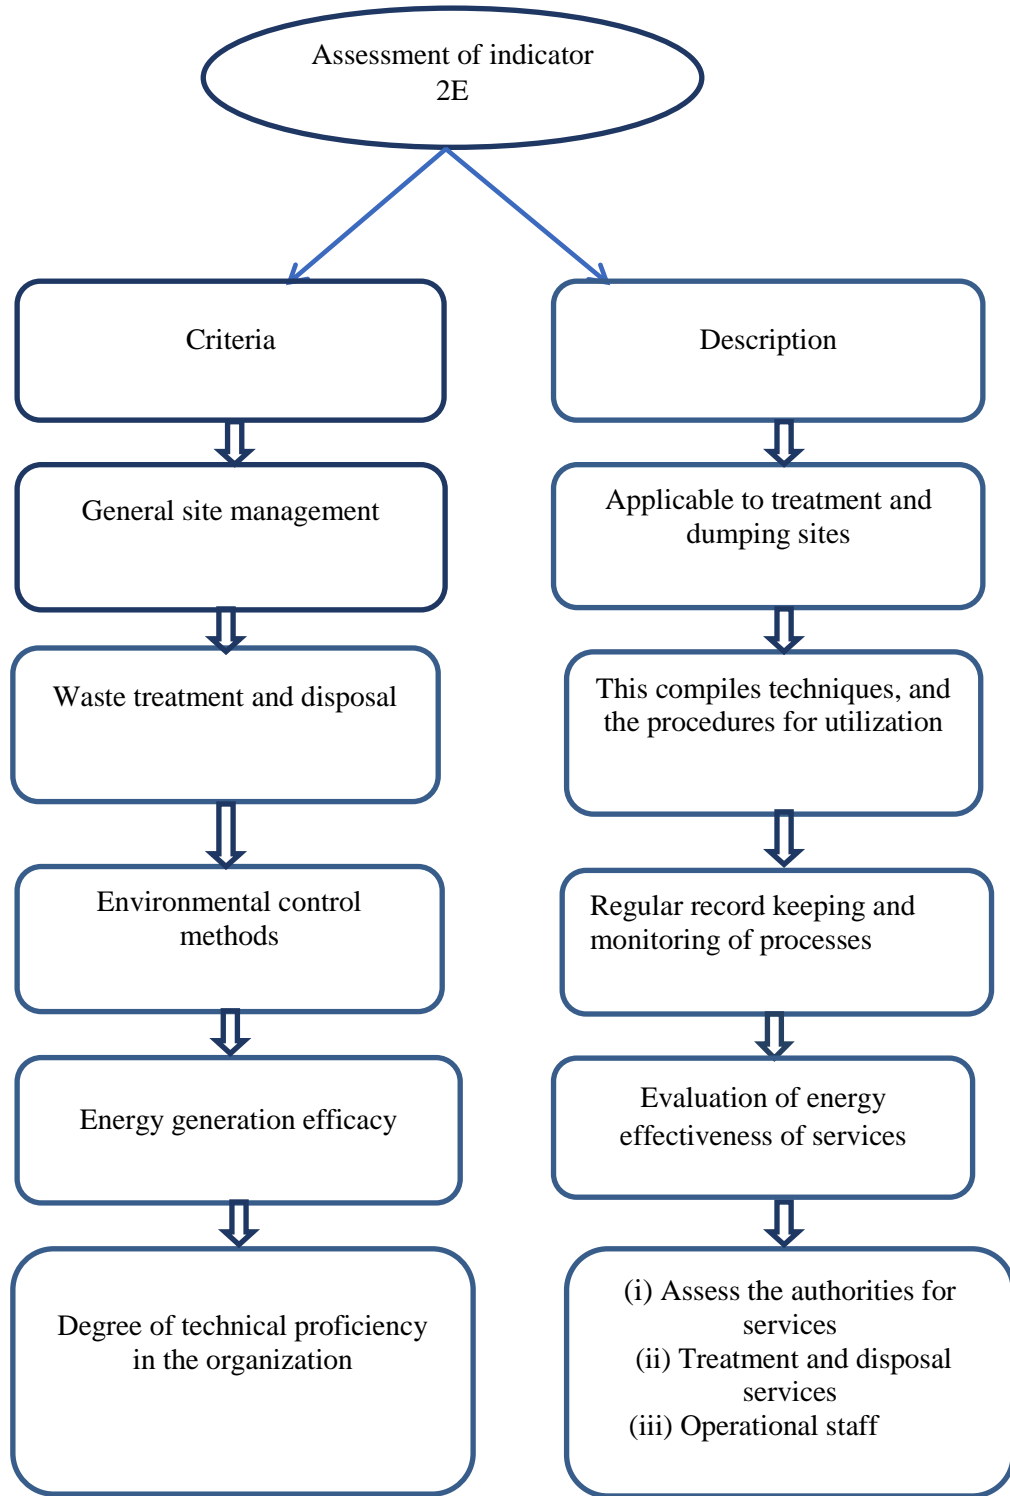 Assessment of indicator
2E
Criteria
Description
General site management
Applicable to treatment and
dumping sites
Waste treatment and disposal
This compiles techniques, and
the procedures for utilization
Environmental control
methods
Regular record keeping and
monitoring of processes
Energy generation efficacy
Evaluation of energy
effectiveness of services
Degree of technical proficiency
in the organization
(i) Assess the authorities for
services
(ii) Treatment and disposal
services
(iii) Operational staff